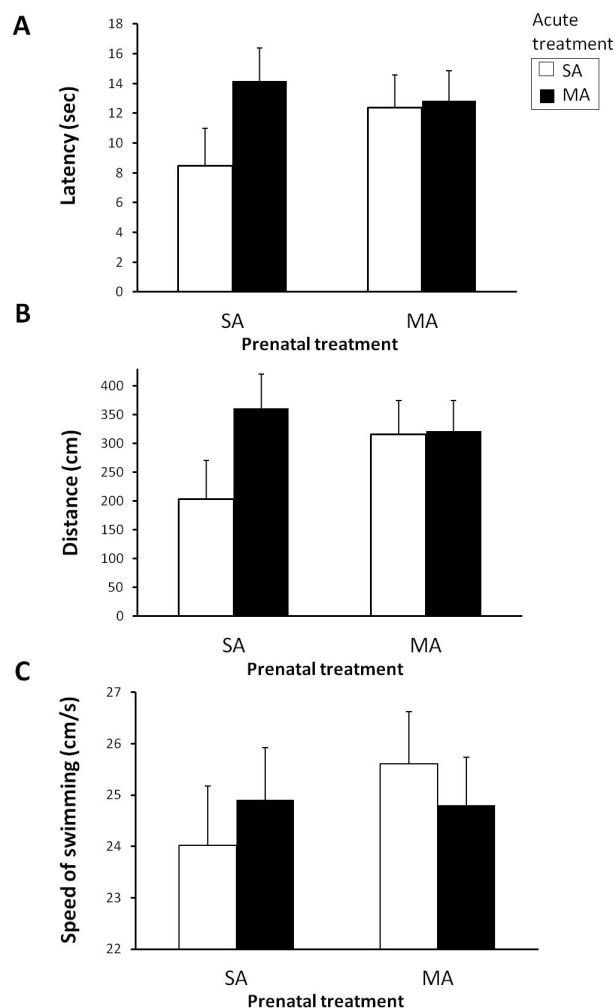 A
Acute
treatment
SA
MA
Latency (sec)
18
16
14
12
10
8
6
4
2
0
SA MA
Prenatal treatment
B
Distance (cm)
400
350
300
250
200
150
100
50
0
SA MA
Prenatal treatment
C
Speed of swimming (cm/s)
27
26
25
24
23
22
SA MA
Prenatal treatment